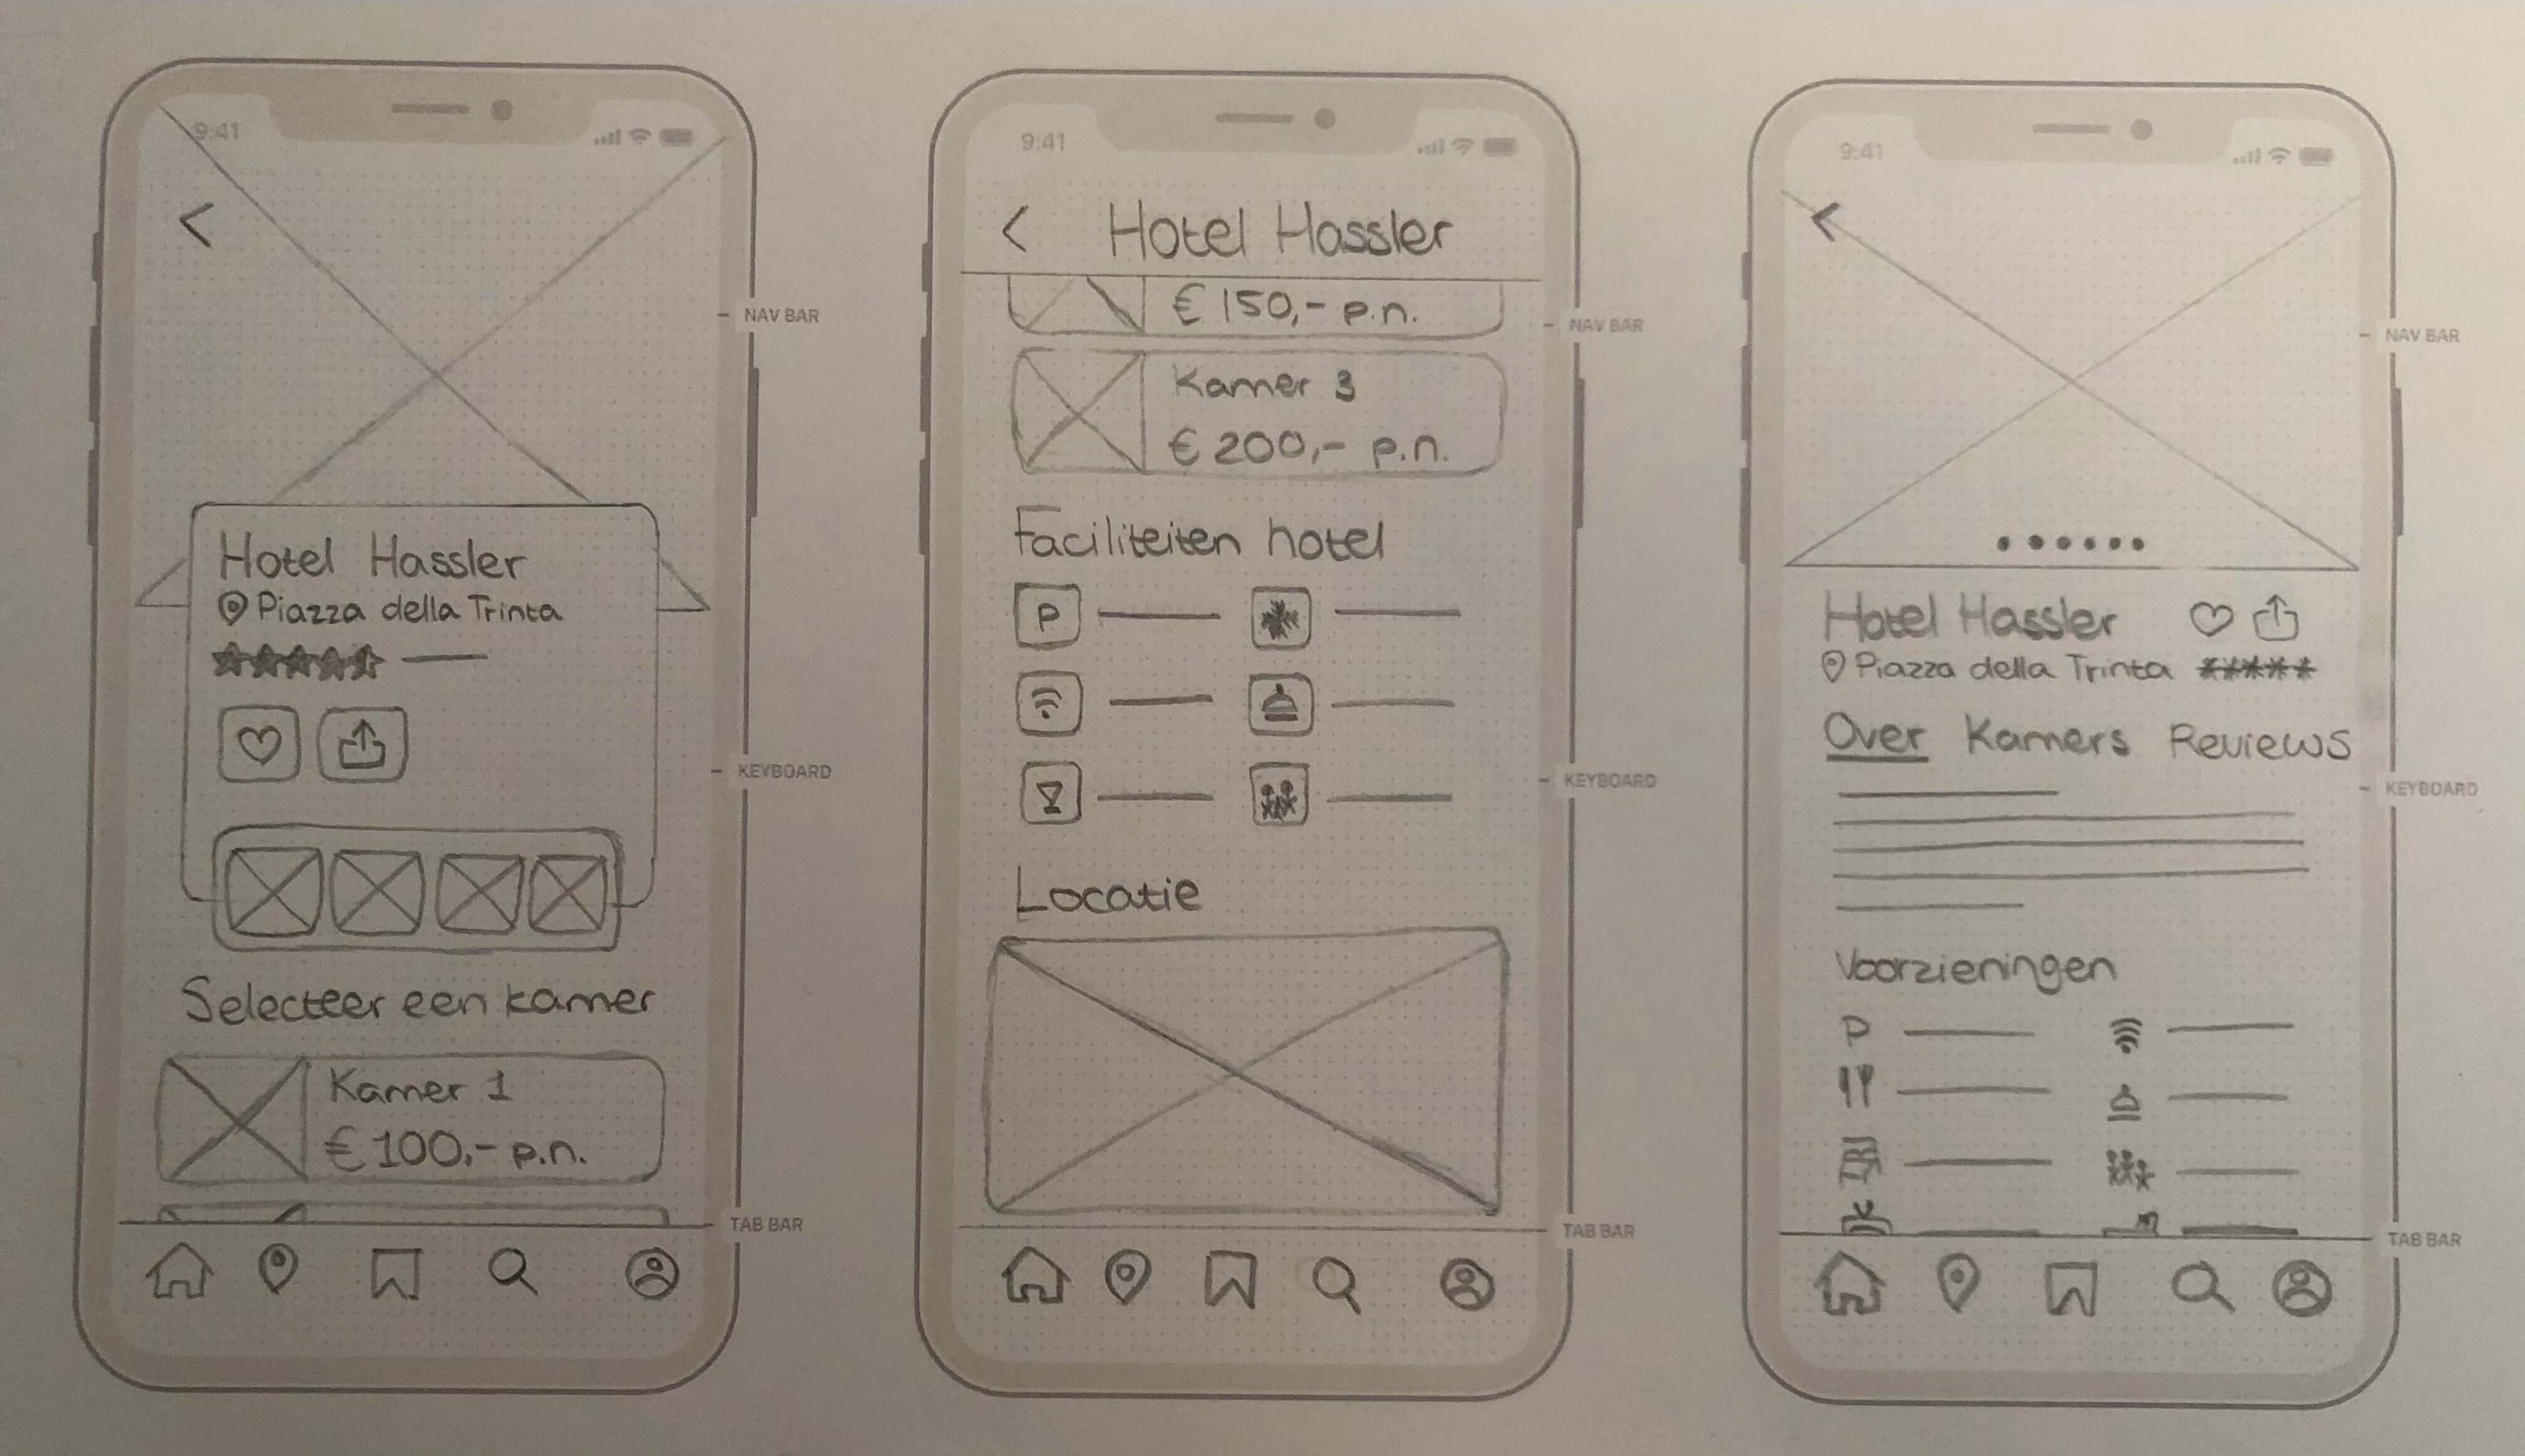 9:41
NAV BAR
Hotel Hassler
Piazza della Trinta
KEYBOARD
Selecteer een kamer
Kamer 1
€ 100,- p.n.
TAB BAR
9:41
Hotel Hassler
€ 150,- p.n.
NAV BAR
Kamer 3
€ 200,- p.n.
Faciliteiten hotel
P
KEYBOARD
Locatie
TAB BAR
9:41
NAV BAR
Hotel Hassler
Piazza della Trinta
Over Kamers Reviews
KEYBOARD
Voorzieningen
P
TAB BAR